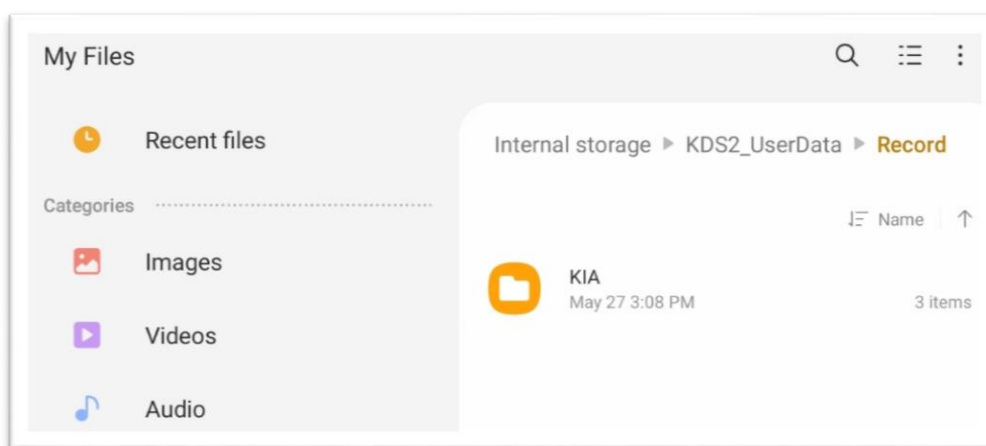 My Files
Recent files
Categories
Images
Videos
Audio
Internal storage ▶ KDS2_UserData ▶ Record
Name
KIA
May 27 3:08 PM
3 items